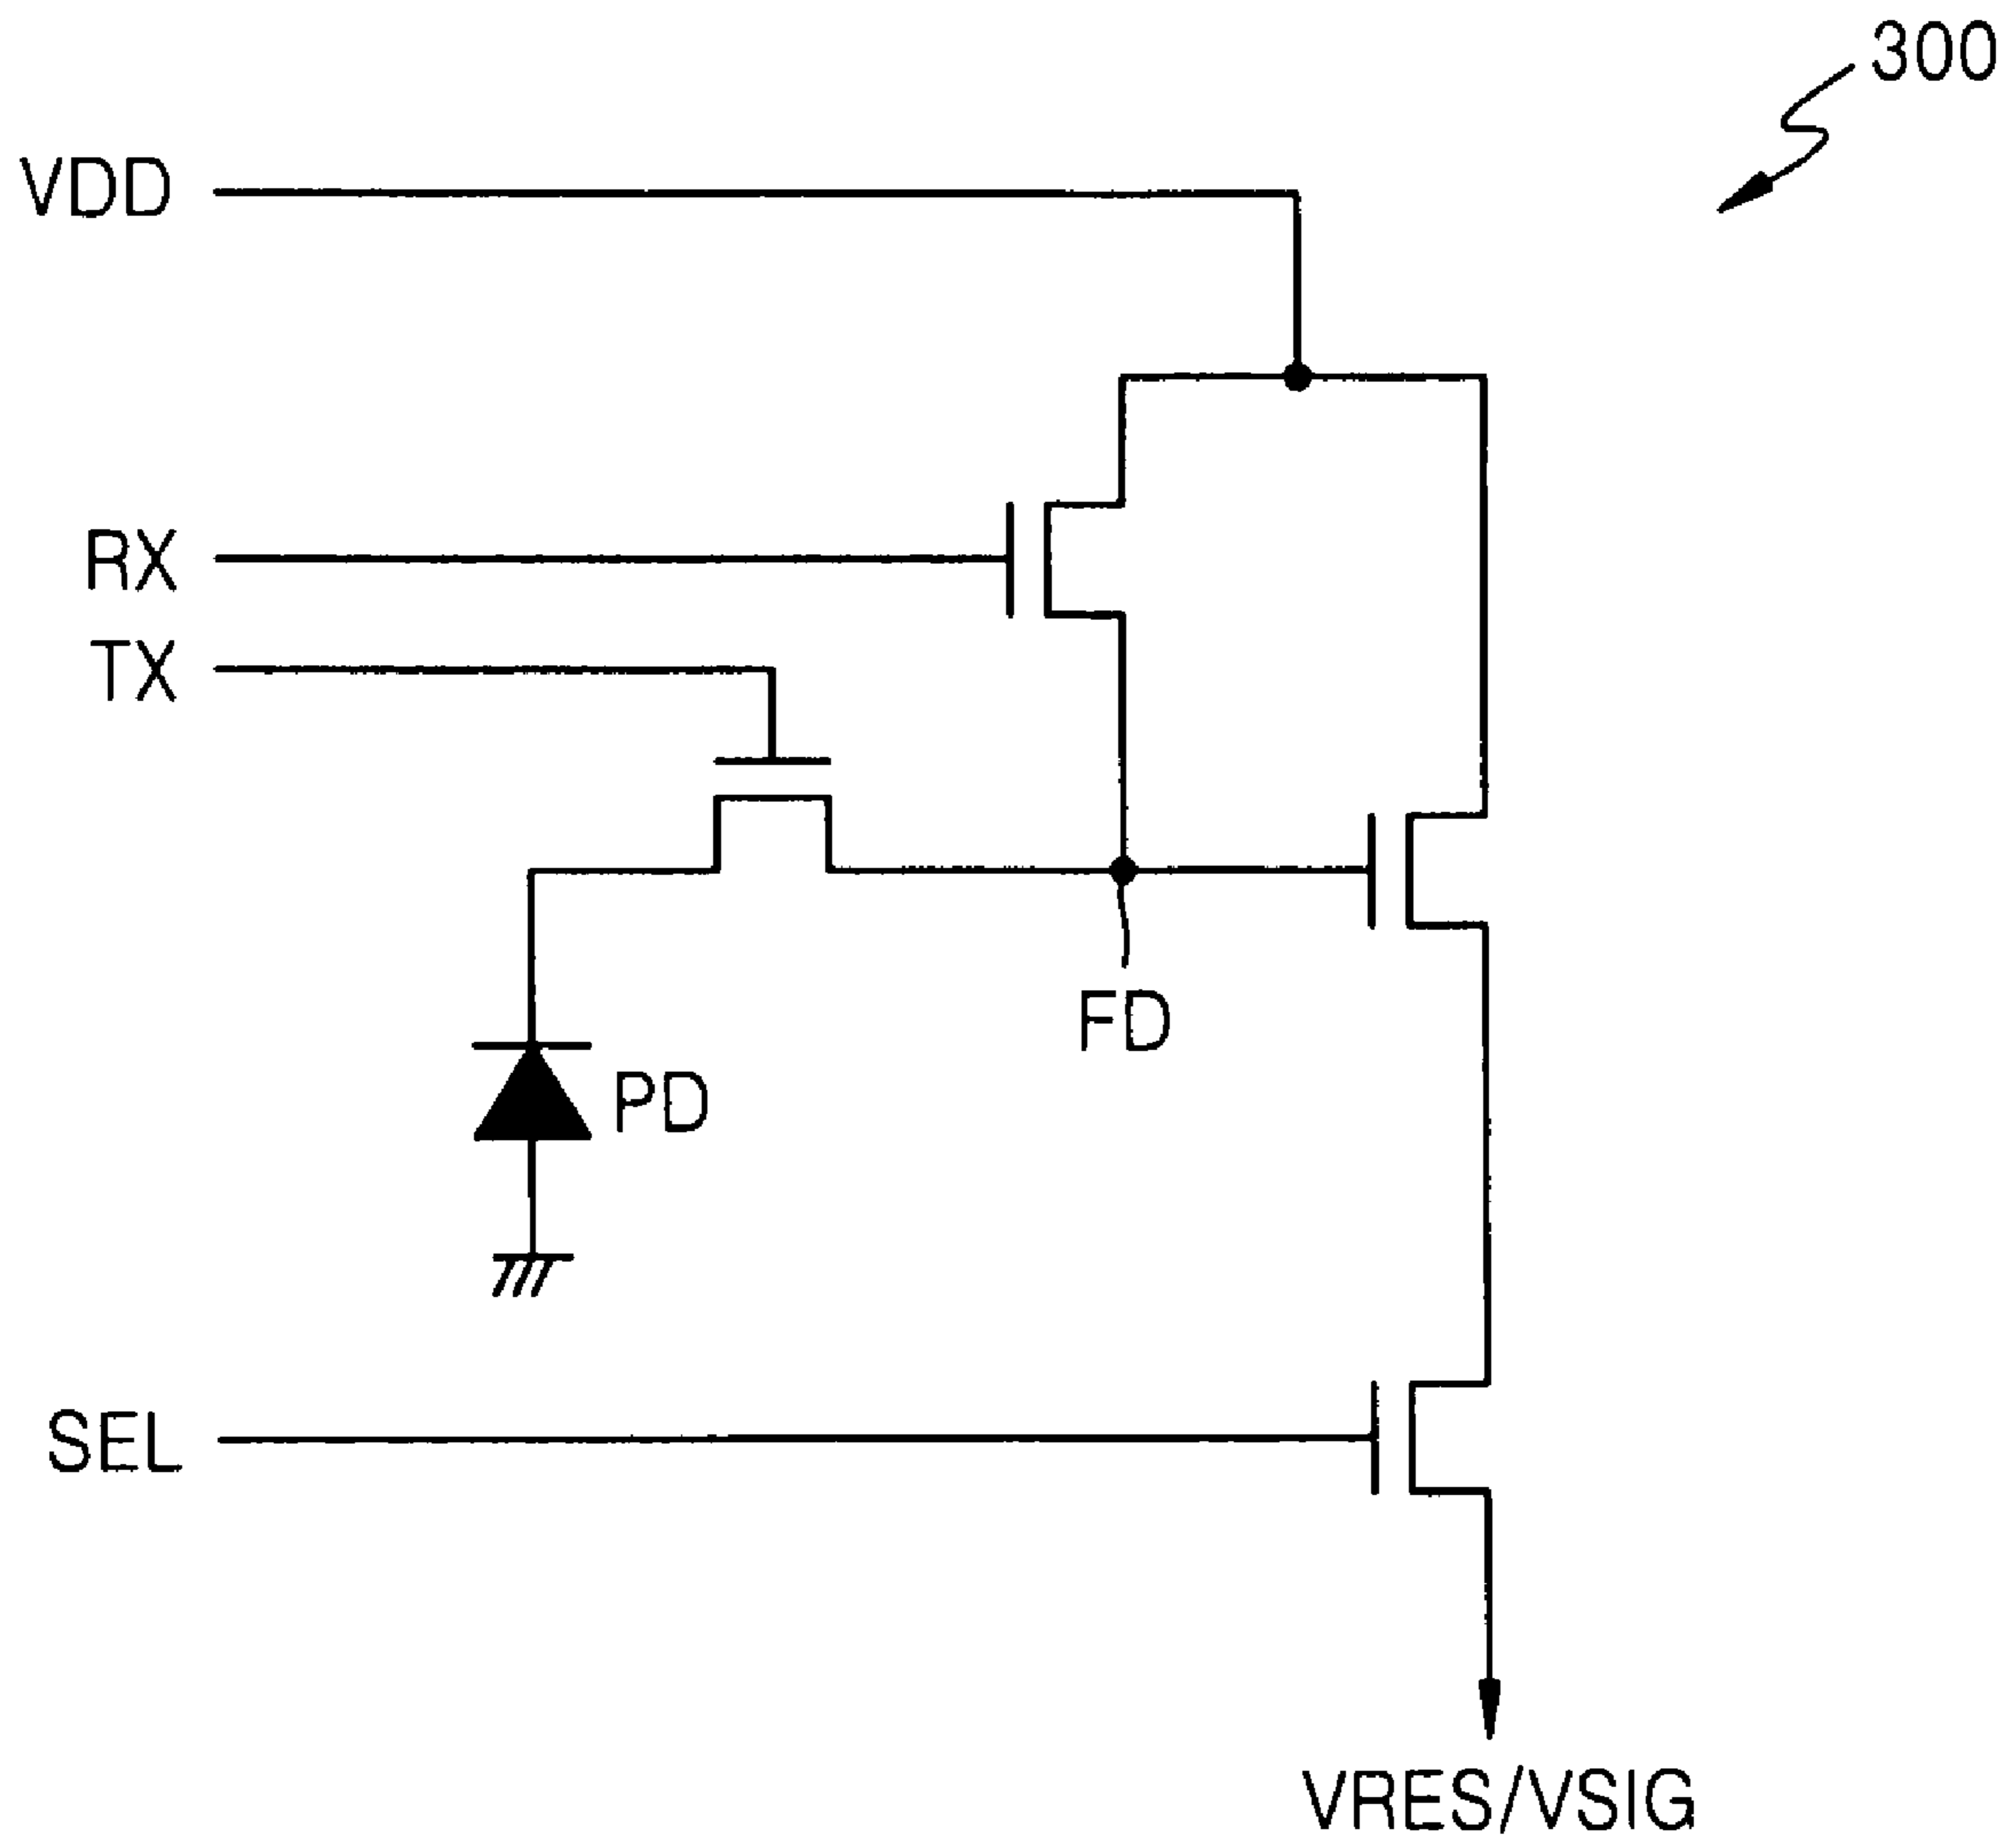 300
VDD
RX
TX
FD
PD
SEL
VRES/VSIG